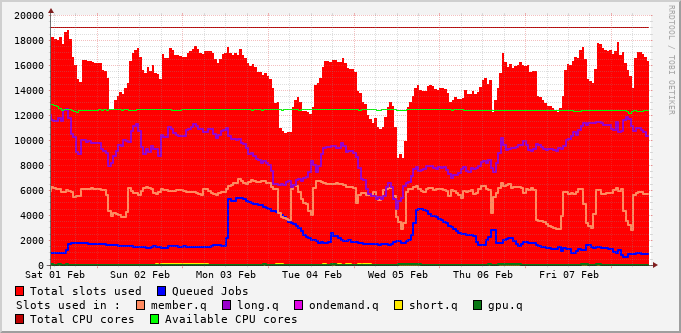 20000
18000
16000
14000
12000
10000
8000
6000
4000
2000
0
Sat 01 Feb Sun 02 Feb Mon 03 Feb Tue 04 Feb Wed 05 Feb Thu 06 Feb Fri 07 Feb
Total slots used Queued Jobs
Slots used in : member.q long.q ondemand.q short.q gpu.q
Total CPU cores Available CPU cores
RRDTOOL / TOBI OETIKER